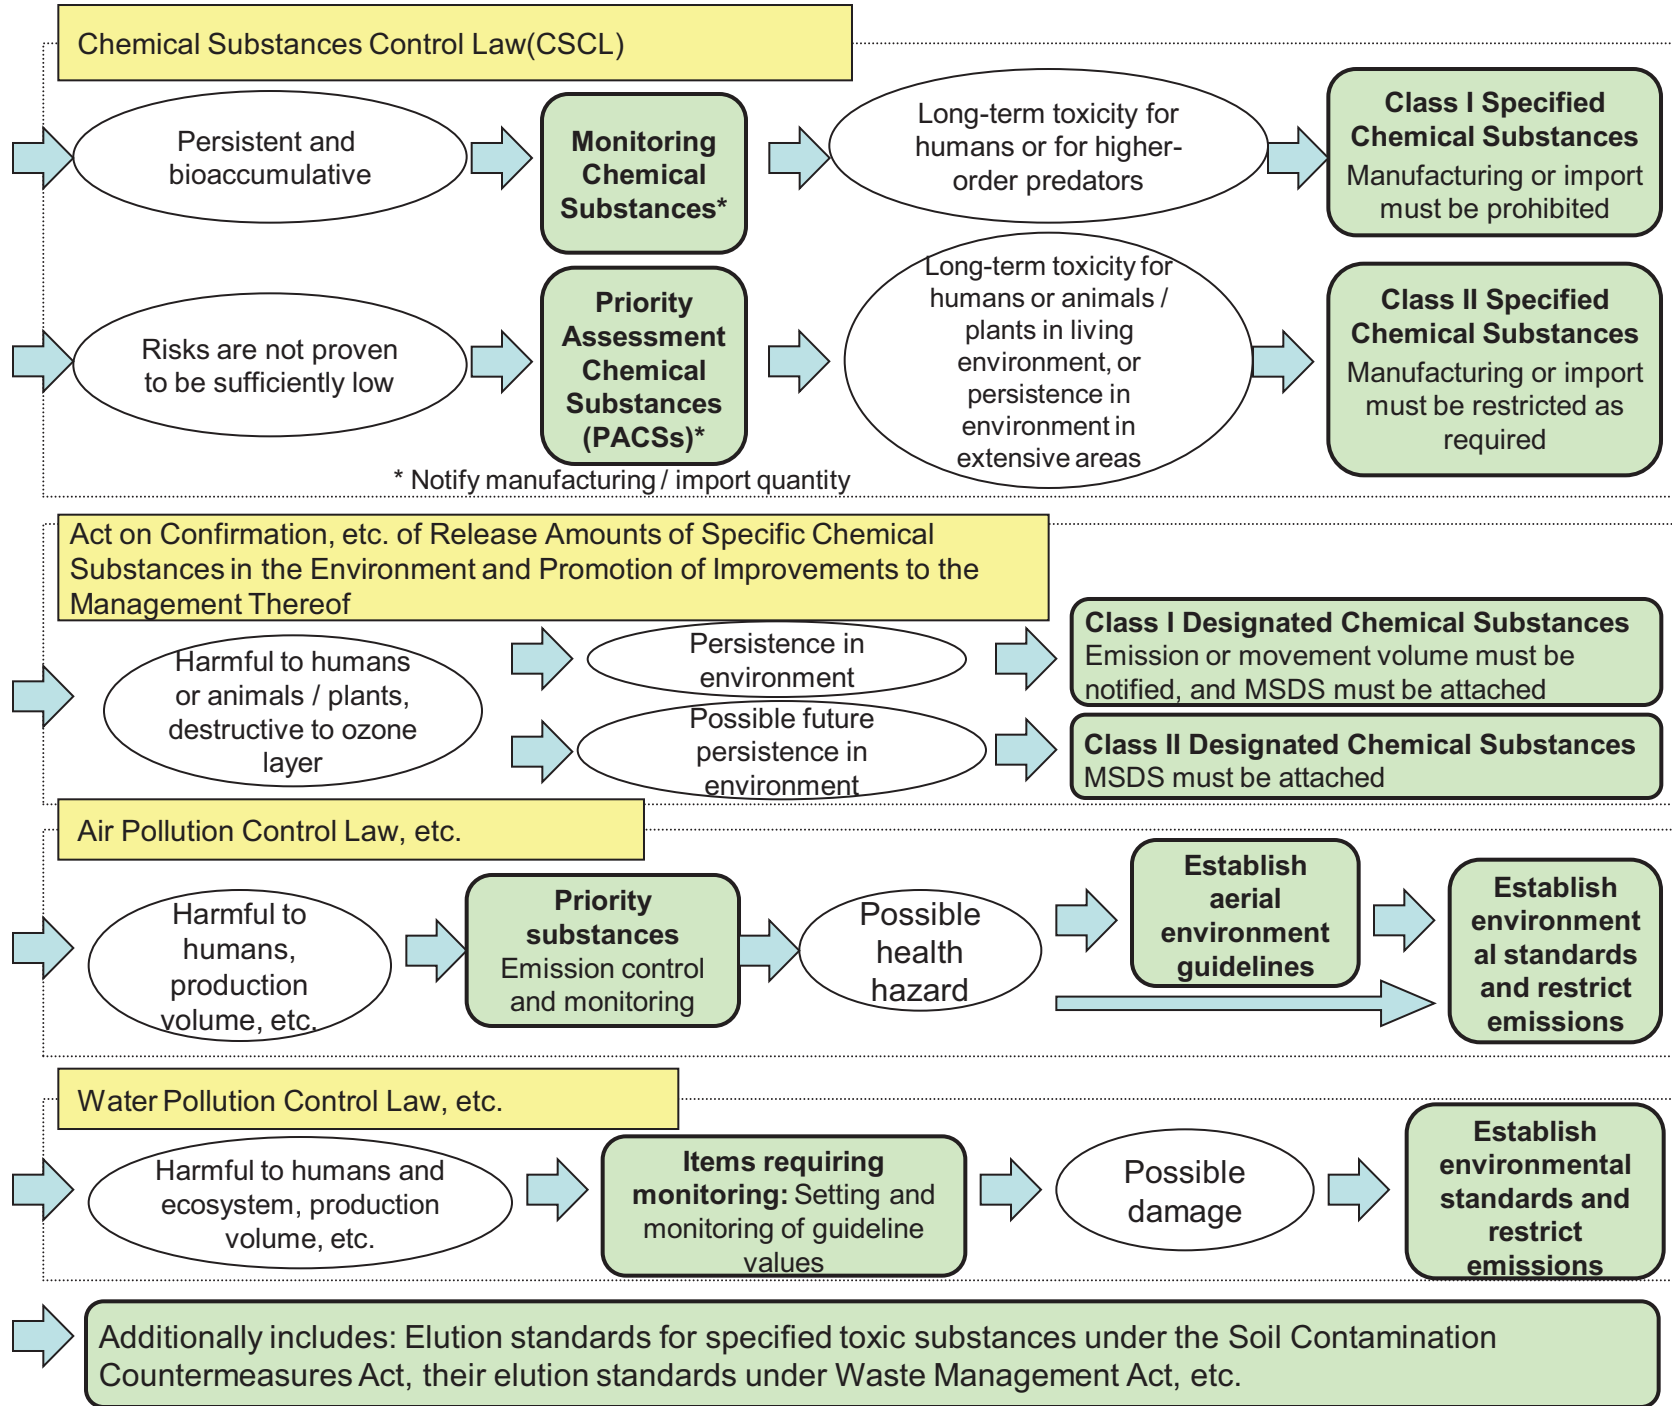 Chemical Substances Control Law(CSCL)
Persistent and
bioaccumulative
Monitoring
Chemical
Substances*
Long-term toxicity for
humans or for higher-
order predators
Class I Specified
Chemical Substances
Manufacturing or import
must be prohibited
Risks are not proven
to be sufficiently low
Priority
Assessment
Chemical
Substances
(PACSs)*
Long-term toxicity for
humans or animals /
plants in living
environment, or
persistence in
environment in
extensive areas
Class II Specified
Chemical Substances
Manufacturing or import
must be restricted as
required
* Notify manufacturing / import quantity
Act on Confirmation, etc. of Release Amounts of Specific Chemical
Substances in the Environment and Promotion of Improvements to the
Management Thereof
Harmful to humans
or animals / plants,
destructive to ozone
layer
Persistence in
environment
Class I Designated Chemical Substances
Emission or movement volume must be
notified, and MSDS must be attached
Possible future
persistence in
environment
Class II Designated Chemical Substances
MSDS must be attached
Air Pollution Control Law, etc.
Harmful to
humans,
production
volume, etc.
Priority
substances
Emission control
and monitoring
Possible
health
hazard
Establish
aerial
environment
guidelines
Establish
environment
al standards
and restrict
emissions
Water Pollution Control Law, etc.
Harmful to humans and
ecosystem, production
volume, etc.
Items requiring
monitoring: Setting and
monitoring of guideline
values
Possible
damage
Establish
environmental
standards and
restrict
emissions
Additionally includes: Elution standards for specified toxic substances under the Soil Contamination
Countermeasures Act, their elution standards under Waste Management Act, etc.